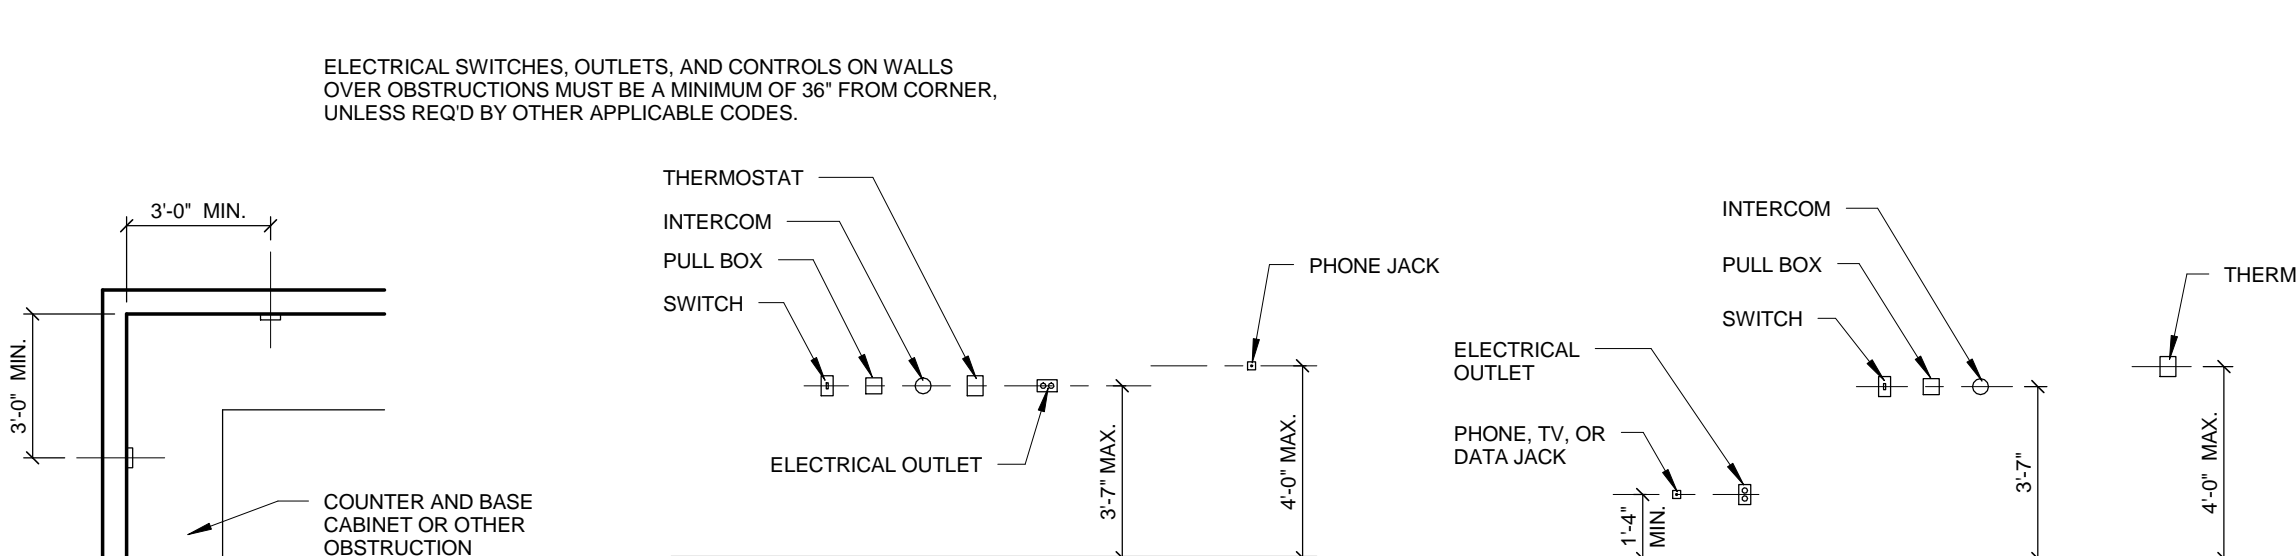 ELECTRICAL SWITCHES, OUTLETS, AND CONTROLS ON WALLS
OVER OBSTRUCTIONS MUST BE A MINIMUM OF 36" FROM CORNER,
UNLESS REQ'D BY OTHER APPLICABLE CODES.
3'-0" MIN.
3'-0" MIN.
COUNTER AND BASE
CABINET OR OTHER
OBSTRUCTION
THERMOSTAT
INTERCOM
PULL BOX
SWITCH
ELECTRICAL OUTLET
PHONE JACK
3'-7" MAX.
4'-0" MAX.
ELECTRICAL
OUTLET
PHONE, TV, OR
DATA JACK
1'-4"
MIN.
INTERCOM
PULL BOX
SWITCH
3'-7"
THERM
4'-0" MAX.